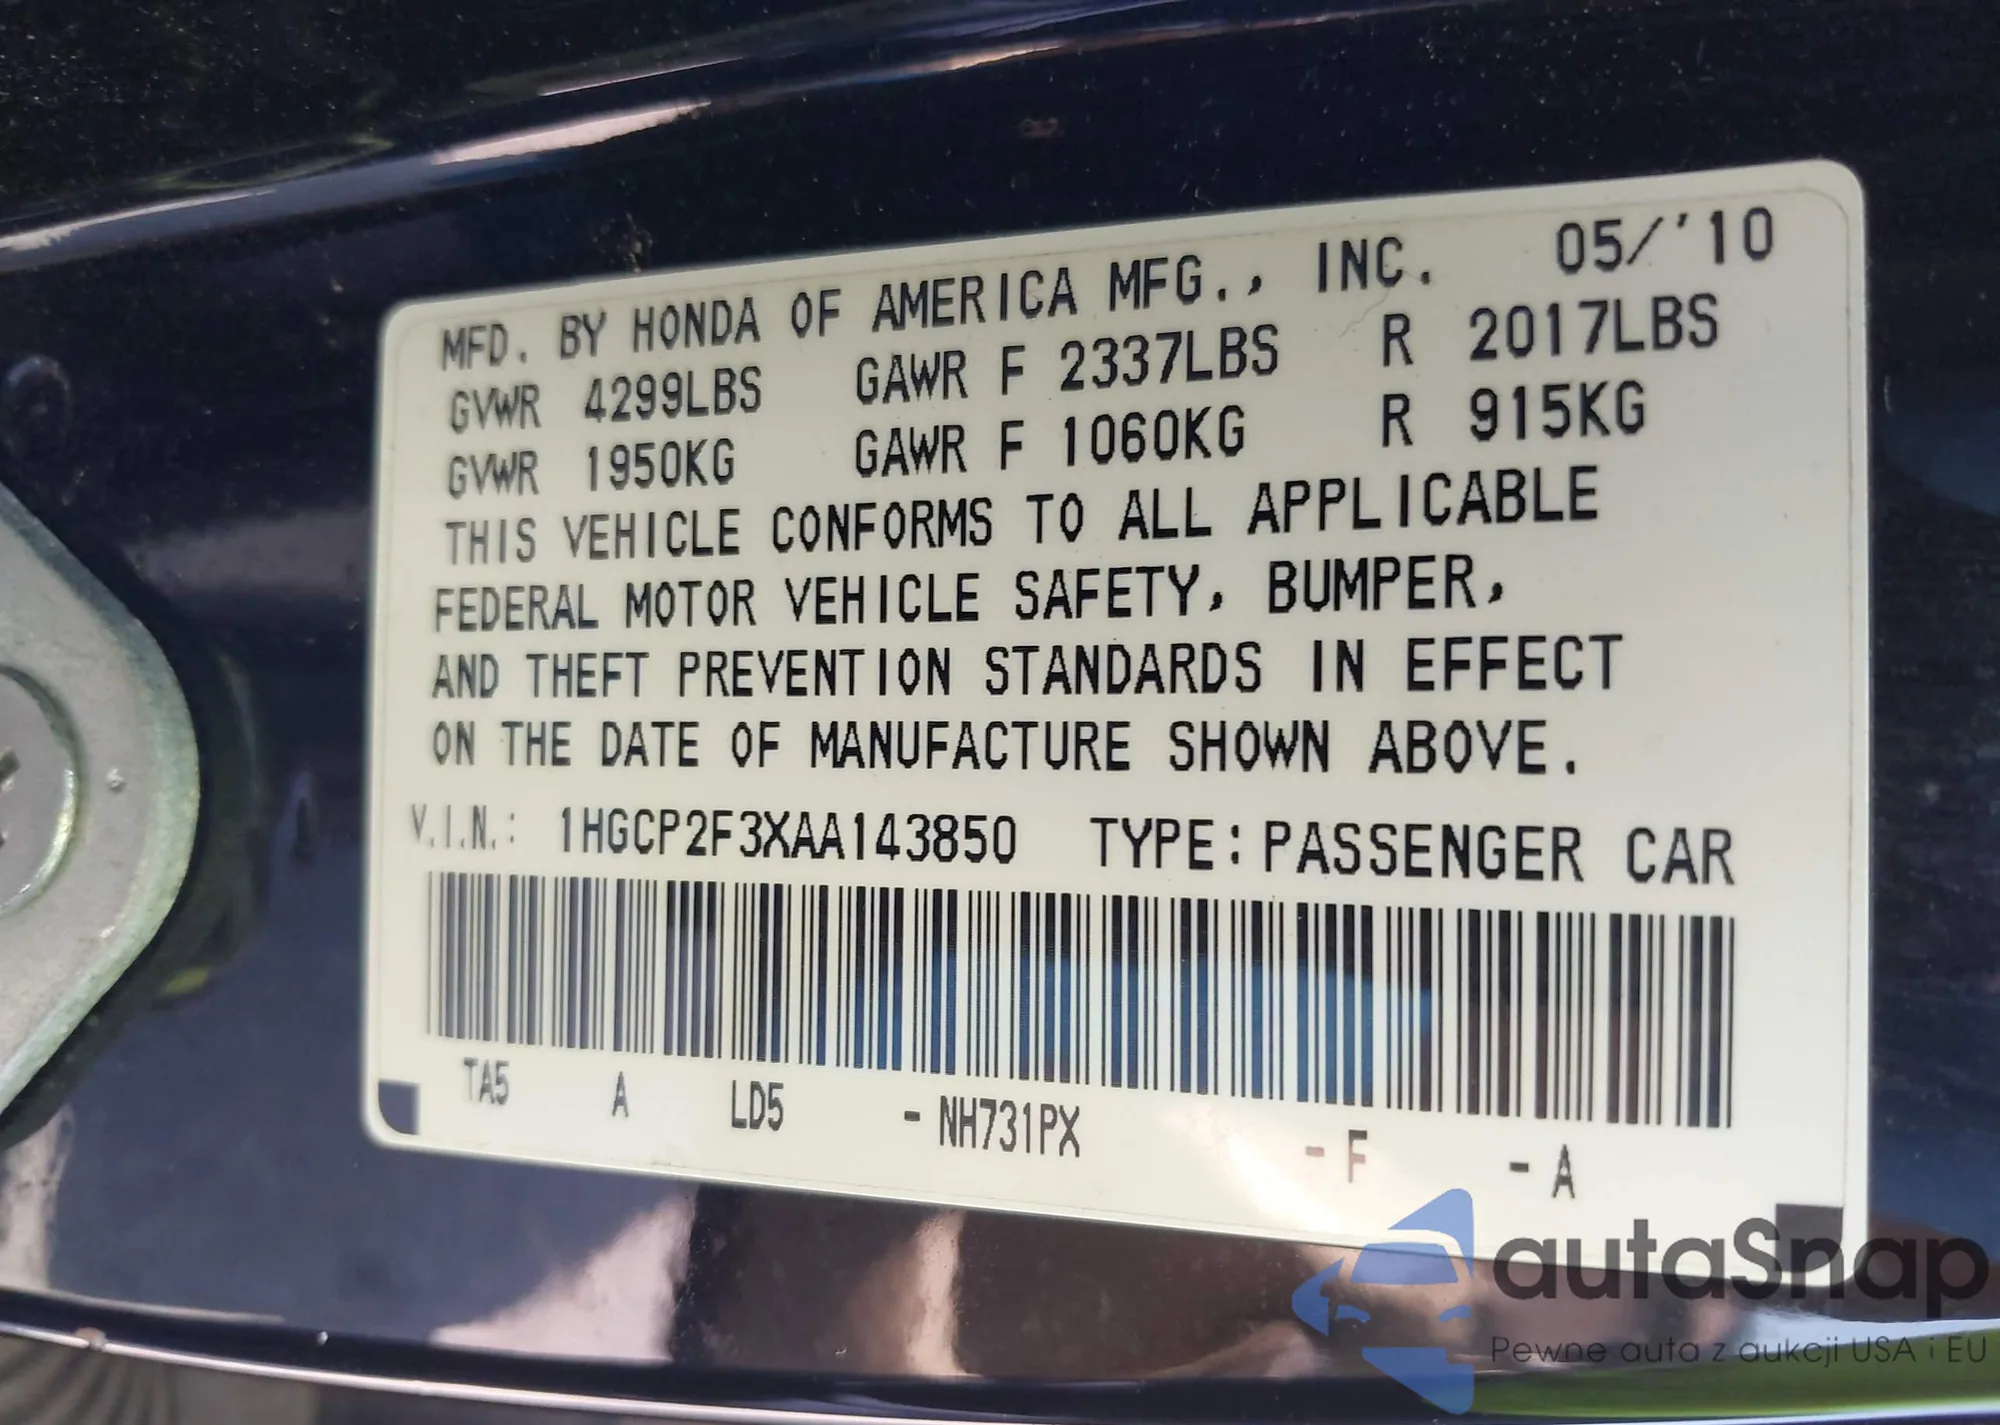 MFD. BY HONDA OF AMERICA MFG., INC. 05/'10
GVWR 4299LBS GAWR F 2337LBS R 2017LBS
GVWR 1950KG GAWR F 1060KG R 915KG
THIS VEHICLE CONFORMS TO ALL APPLICABLE
FEDERAL MOTOR VEHICLE SAFETY, BUMPER,
AND THEFT PREVENTION STANDARDS IN EFFECT
ON THE DATE OF MANUFACTURE SHOWN ABOVE.
V.I.N.: 1HGCP2F3XAA143850 TYPE: PASSENGER CAR
TA5 A LD5 - NH731PX - F - A
autaSnap
Pewne auta z aukcji USA i EU